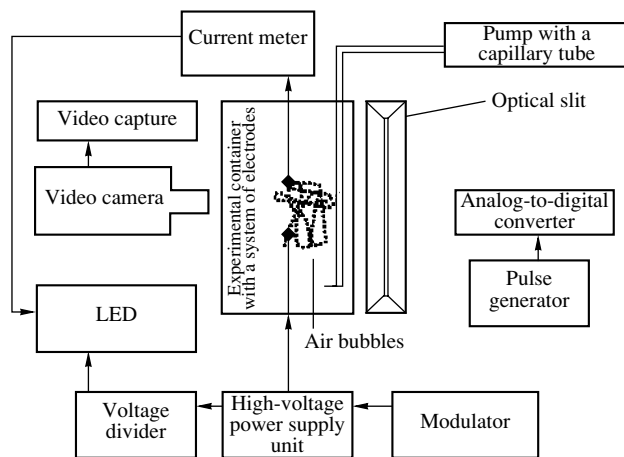 Current meter
Pump with a
capillary tube
Optical slit
Video capture
Video camera
Experimental container
with a system of electrodes
Analog-to-digital
converter
Pulse
generator
LED
Air bubbles
Voltage
divider
High-voltage
power supply
unit
Modulator